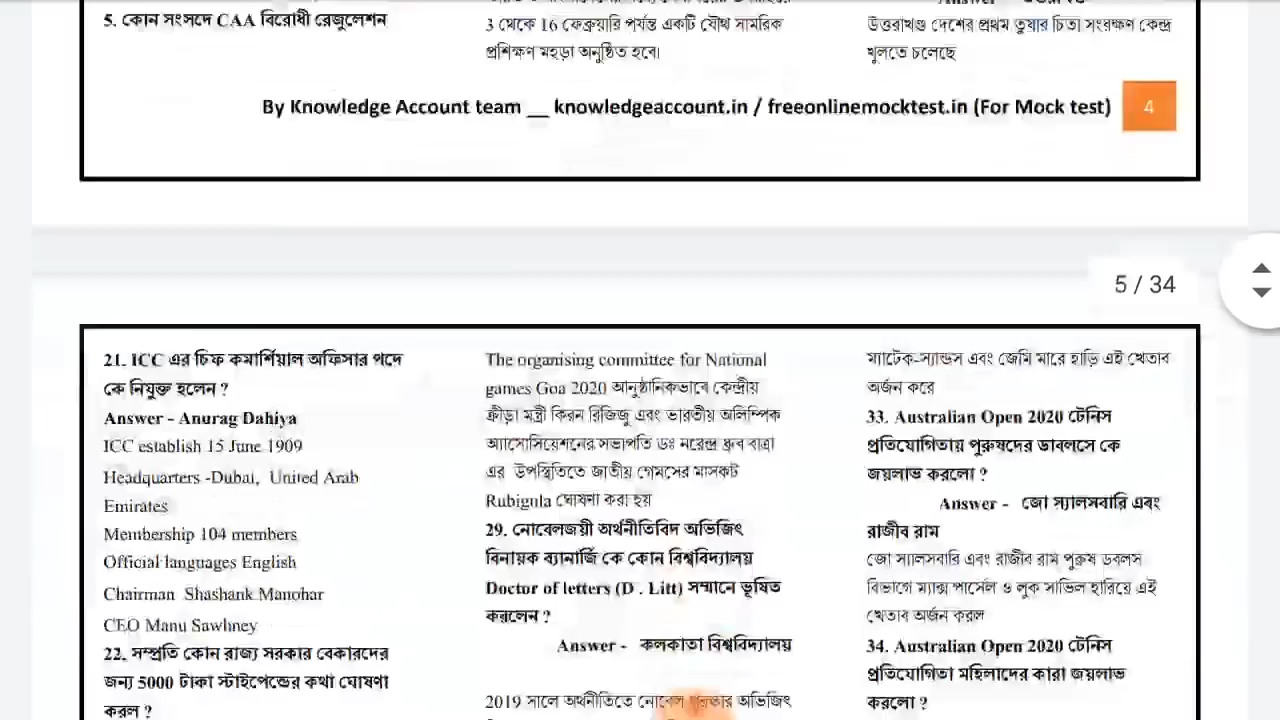 5. কোন সংসদে CAA বিরোধী রেজুলেশন
3 থেকে 16 ফেব্রুয়ারি পর্যন্ত একটি যৌথ সামরিক
প্রশিক্ষণ মহড়া অনুষ্ঠিত হবে।
উত্তরাখণ্ড দেশের প্রথম তুষার চিতা সংরক্ষণ কেন্দ্র
খুলতে চলেছে
By Knowledge Account team __ knowledgeaccount.in / freeonlinemocktest.in (For Mock test)
4
5 / 34
21. ICC এর চিফ কমার্শিয়াল অফিসার পদে
কে নিযুক্ত হলেন ?
Answer - Anurag Dahiya
ICC establish 15 June 1909
Headquarters -Dubai, United Arab
Emirates
Membership 104 members
Official languages English
Chairman Shashank Manohar
CEO Manu Sawhney
22. সম্প্রতি কোন রাজ্য সরকার বেকারদের
জন্য 5000 টাকা স্টাইপেন্ডের কথা ঘোষণা
করল ?
The organising committee for National
games Goa 2020 আনুষ্ঠানিকভাবে কেন্দ্রীয়
ক্রীড়া মন্ত্রী কিরন রিজিজু এবং ভারতীয় অলিম্পিক
অ্যাসোসিয়েশনের সভাপতি ডঃ নরেন্দ্র ধ্রুব বাত্রা
এর উপস্থিতিতে জাতীয় গেমসের মাসকট
Rubigula ঘোষণা করা হয়
29. নোবেলজয়ী অর্থনীতিবিদ অভিজিৎ
বিনায়ক ব্যানার্জি কে কোন বিশ্ববিদ্যালয়
Doctor of letters (D . Litt) সম্মানে ভূষিত
করলেন ?
Answer - কলকাতা বিশ্ববিদ্যালয়
2019 সালে অর্থনীতিতে নোবেল পুরস্কার অভিজিৎ
ম্যাটেক-স্যান্ডস এবং জেমি মারে হাড়ি এই খেতাব
অর্জন করে
33. Australian Open 2020 টেনিস
প্রতিযোগিতায় পুরুষদের ডাবলসে কে
জয়লাভ করলো ?
Answer - জো স্যালসবারি এবং
রাজীব রাম
জো স্যালসবারি এবং রাজীব রাম পুরুষ ডবলস
বিভাগে ম্যাক্স পার্সেল ও লুক সাভিল হারিয়ে এই
খেতাব অর্জন করল
34. Australian Open 2020 টেনিস
প্রতিযোগিতা মহিলাদের কারা জয়লাভ
করলো ?